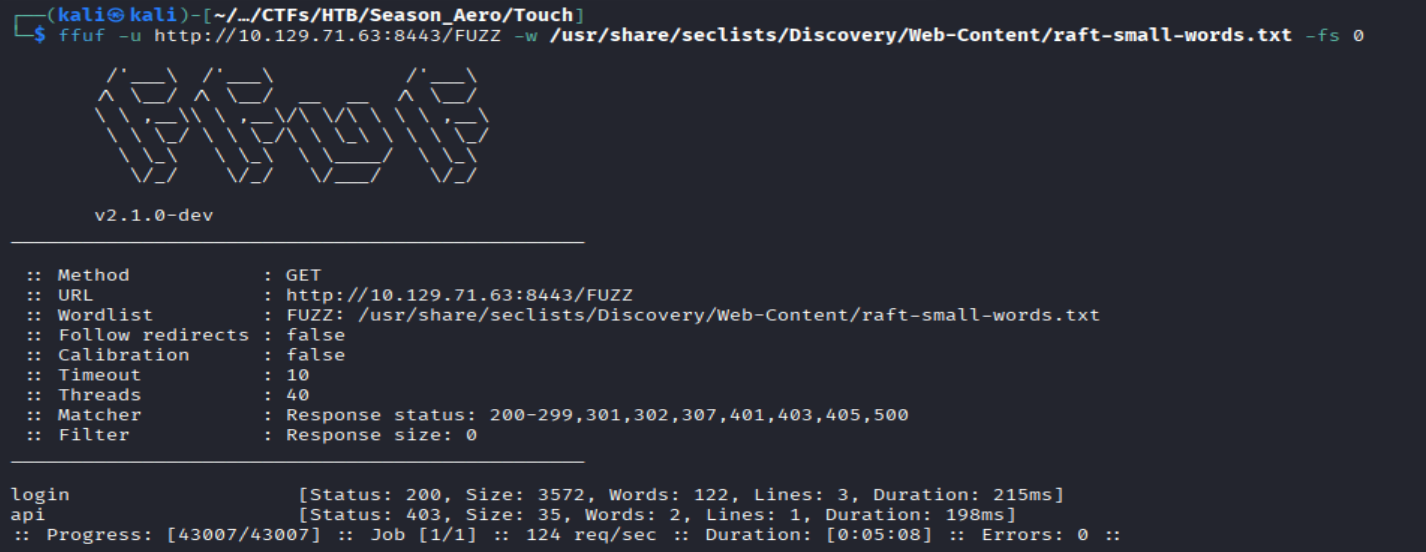 ┌──(kali㉿kali)-[~/…/CTFs/HTB/Season_Aero/Touch]
└─$ ffuf -u http://10.129.71.63:8443/FUZZ -w /usr/share/seclists/Discovery/Web-Content/raft-small-words.txt -fs 0
v2.1.0-dev
:: Method : GET
:: URL : http://10.129.71.63:8443/FUZZ
:: Wordlist : FUZZ: /usr/share/seclists/Discovery/Web-Content/raft-small-words.txt
:: Follow redirects : false
:: Calibration : false
:: Timeout : 10
:: Threads : 40
:: Matcher : Response status: 200-299,301,302,307,401,403,405,500
:: Filter : Response size: 0
login [Status: 200, Size: 3572, Words: 122, Lines: 3, Duration: 215ms]
api [Status: 403, Size: 35, Words: 2, Lines: 1, Duration: 198ms]
:: Progress: [43007/43007] :: Job [1/1] :: 124 req/sec :: Duration: [0:05:08] :: Errors: 0 ::